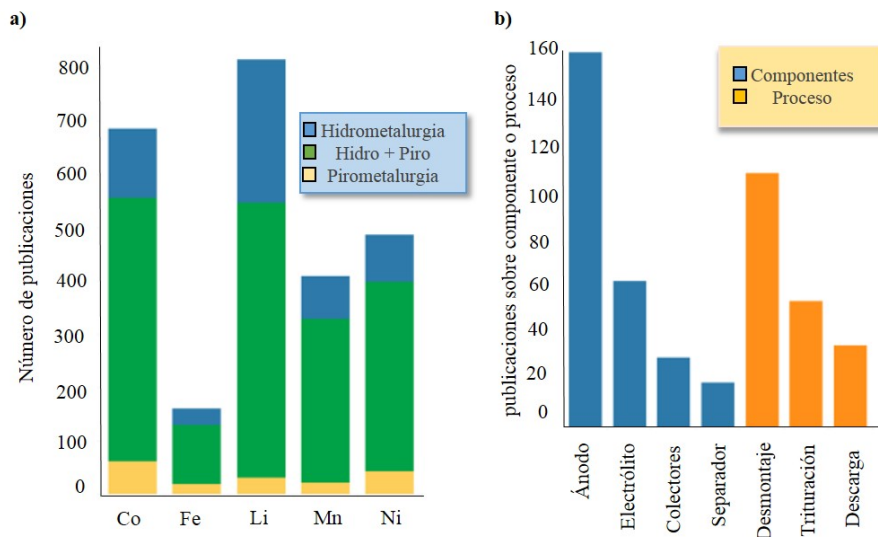 a)
Número de publicaciones
800
700
600
500
400
300
200
100
0
Hidrometalurgia
Hidro + Piro
Pirometalurgia
Co Fe Li Mn Ni
b)
publicaciones sobre componente o proceso
160
140
120
100
80
60
40
20
0
Componentes
Proceso
Ánodo
Electrólito
Colectores
Separador
Desmontaje
Trituración
Descarga